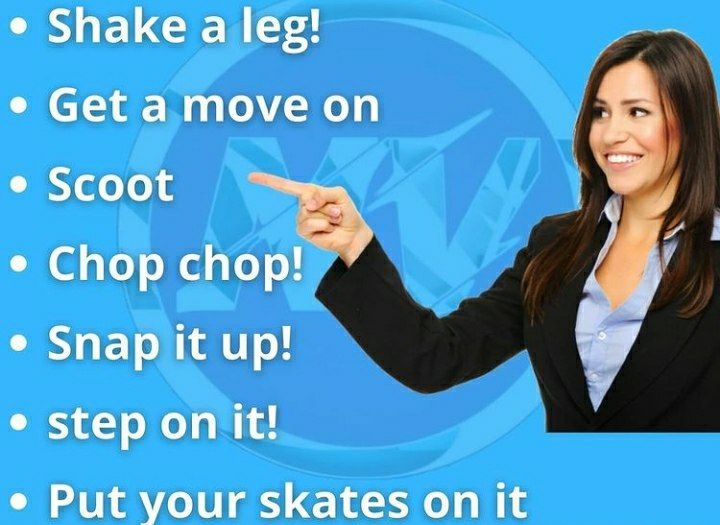 • Shake a leg!
• Get a move on
• Scoot
• Chop chop!
• Snap it up!
• step on it!
• Put your skates on it
MV